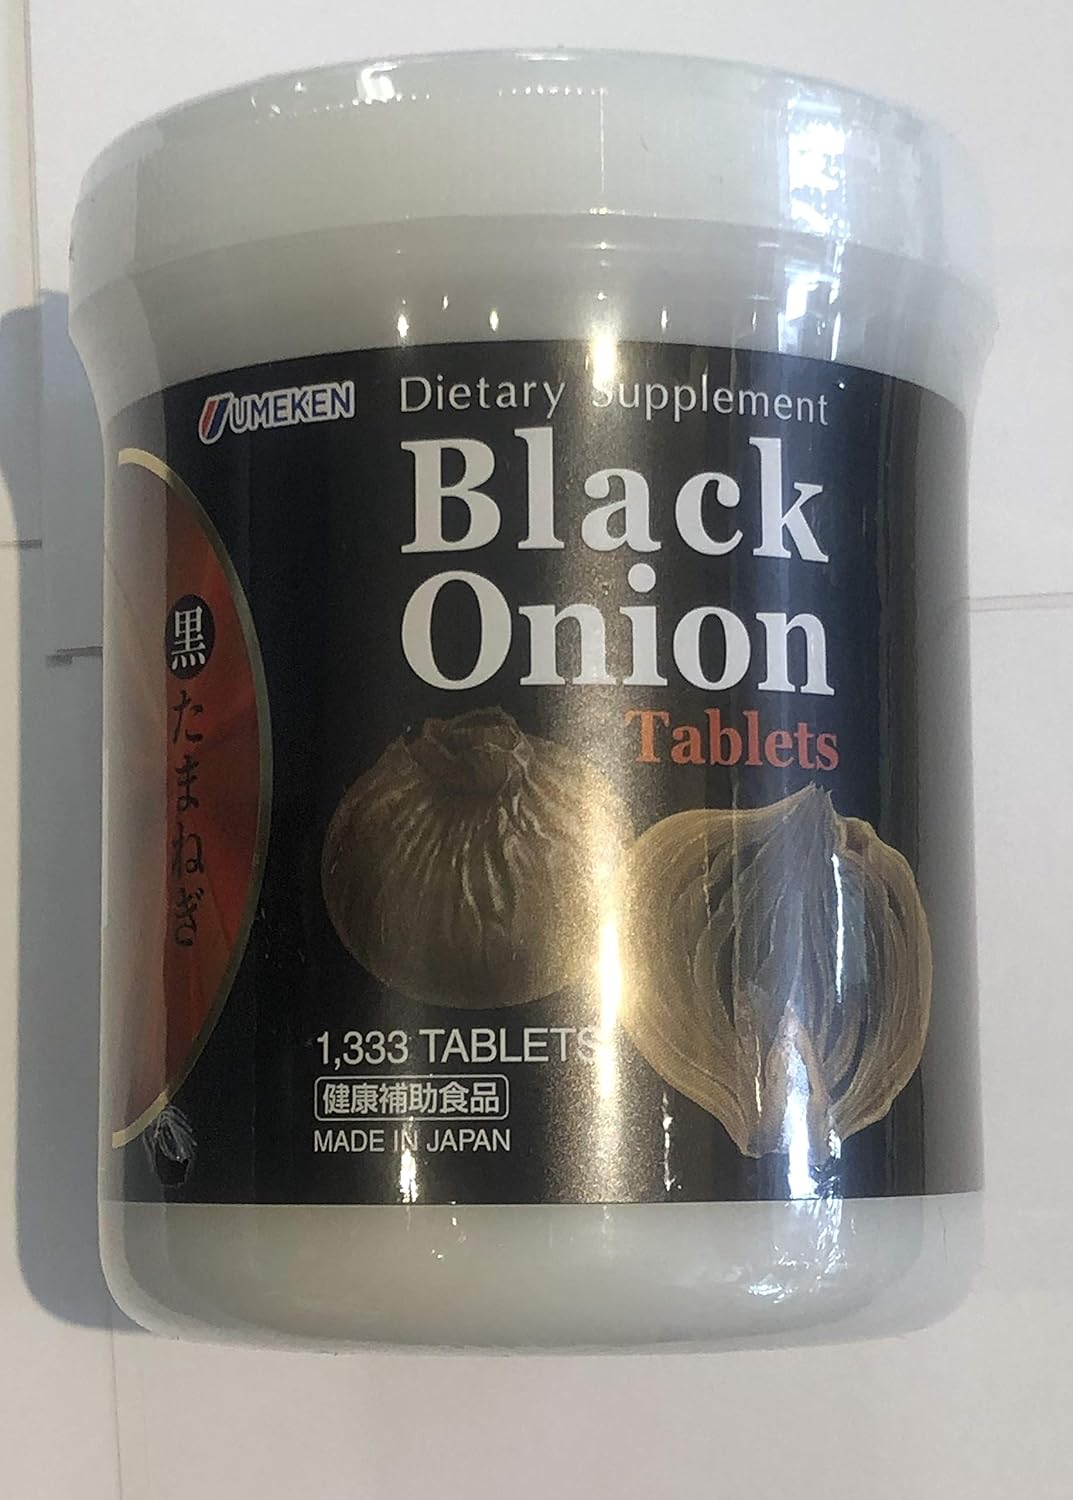 UMEKEN
Dietary Supplement
Black
Onion
Tablets
黒たまねぎ
1,333 TABLETS
健康補助食品
MADE IN JAPAN